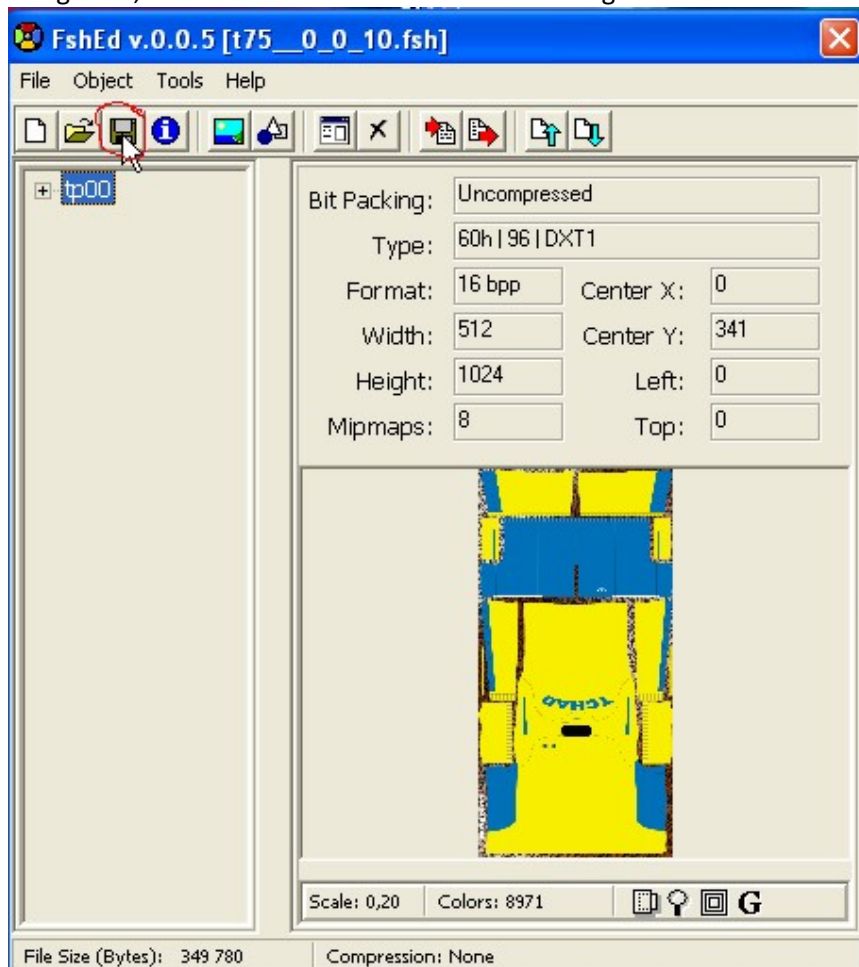 FshEd v.0.0.5 [t75__0_0_10.fsh]
File Object Tools Help
tp00
Bit Packing: Uncompressed
Type: 60h | 96 | DXT1
Format: 16 bpp Center X: 0
Width: 512 Center Y: 341
Height: 1024 Left: 0
Mipmaps: 8 Top: 0
TCHAD
Scale: 0,20 Colors: 8971 G
File Size (Bytes): 349 780 Compression: None